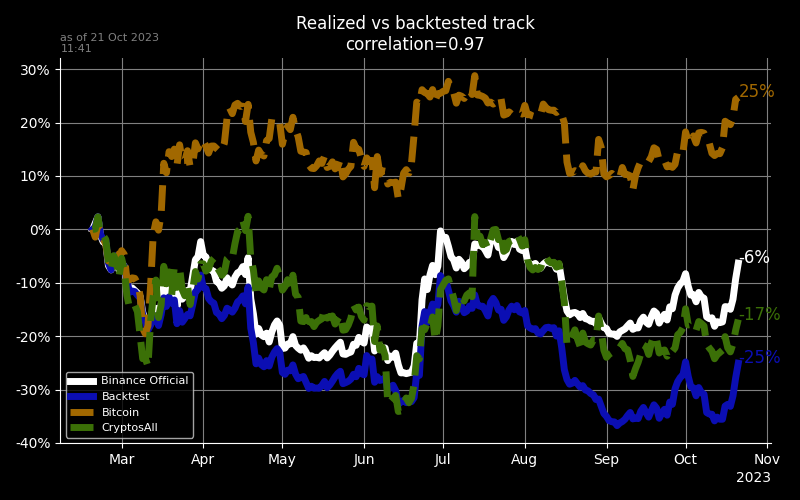 Realized vs backtested track
correlation=0.97
as of 21 Oct 2023
11:41
30%
20%
10%
0%
-10%
-20%
-30%
-40%
25%
-6%
-17%
-25%
Binance Official
Backtest
Bitcoin
CryptosAll
Mar Apr May Jun Jul Aug Sep Oct Nov
2023